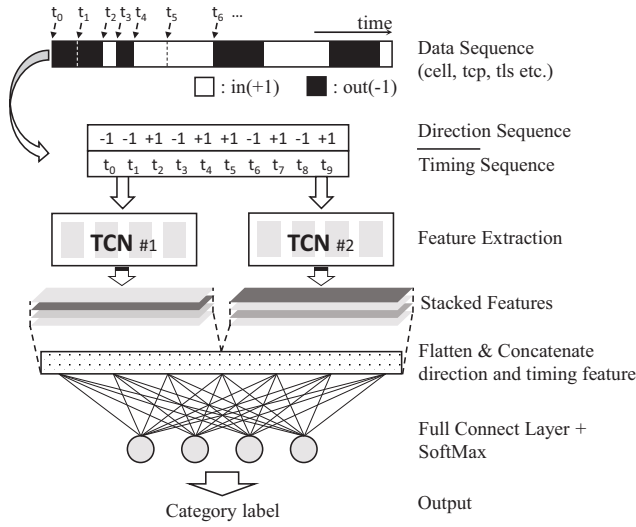 t0 t1 t2 t3 t4 t5 t6 ... time
Data Sequence
(cell, tcp, tls etc.)
: in(+1) : out(-1)
-1 -1 +1 -1 +1 +1 -1 +1 -1 +1
Direction Sequence
t0 t1 t2 t3 t4 t5 t6 t7 t8 t9
Timing Sequence
TCN #1 TCN #2
Feature Extraction
Stacked Features
Flatten & Concatenate
direction and timing feature
Full Connect Layer +
SoftMax
Category label
Output